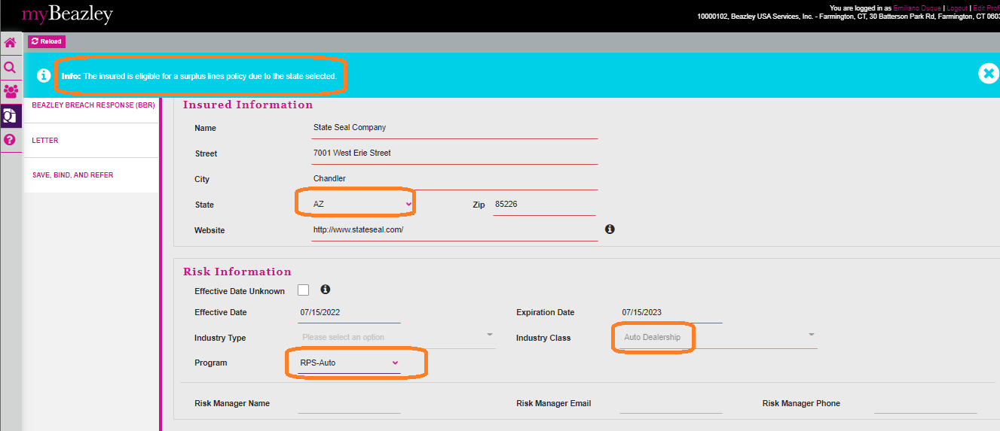 myBeazley
You are logged in as Emiliano Duque | Logout | Edit Prof
10000102, Beazley USA Services, Inc. - Farmington, CT, 30 Batterson Park Rd, Farmington, CT 0603
Reload
Info: The insured is eligible for a surplus lines policy due to the state selected.
BEAZLEY BREACH RESPONSE (BBR)
LETTER
SAVE, BIND, AND REFER
Insured Information
Name State Seal Company
Street 7001 West Erie Street
City Chandler
State AZ Zip 85226
Website http://www.stateseal.com/
Risk Information
Effective Date Unknown
Effective Date 07/15/2022 Expiration Date 07/15/2023
Industry Type Please select an option Industry Class Auto Dealership
Program RPS-Auto
Risk Manager Name Risk Manager Email Risk Manager Phone